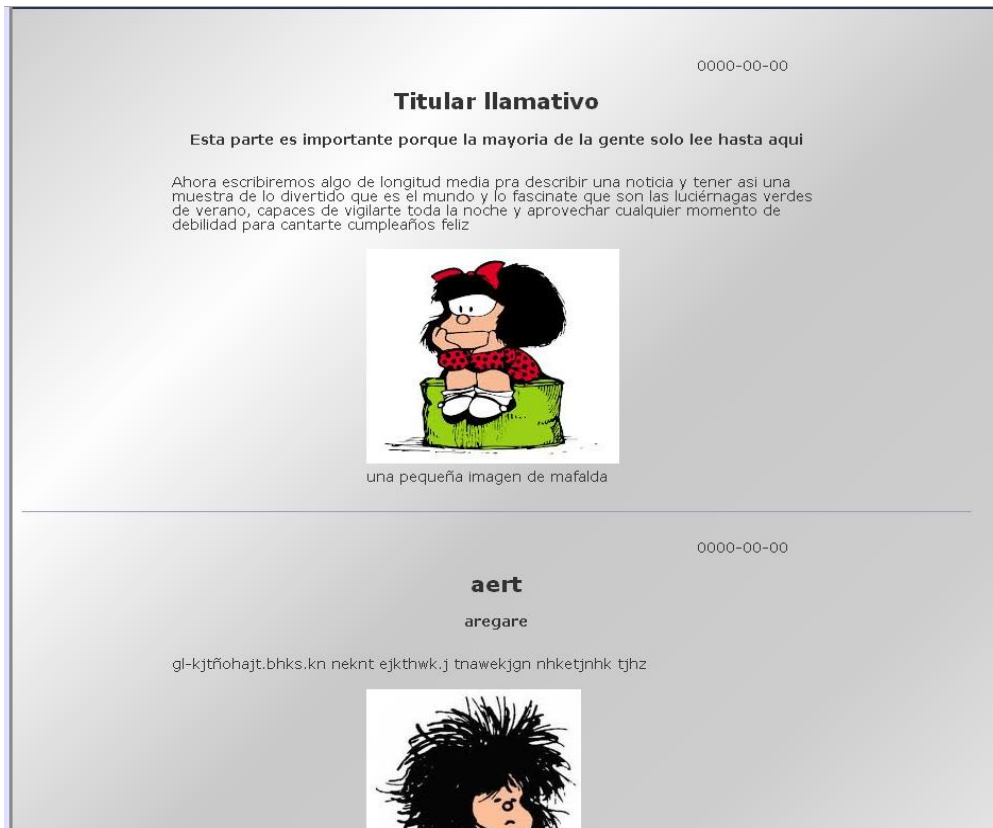 0000-00-00
Titular llamativo
Esta parte es importante porque la mayoria de la gente solo lee hasta aqui
Ahora escribiremos algo de longitud media pra describir una noticia y tener asi una
muestra de lo divertido que es el mundo y lo fascinate que son las luciérnagas verdes
de verano, capaces de vigilarte toda la noche y aprovechar cualquier momento de
debilidad para cantarte cumpleaños feliz
una pequeña imagen de mafalda
0000-00-00
aert
aregare
gl-kjtñohajt.bhks.kn neknt ejkthwk.j tnawekjgn nhketjnhk tjhz